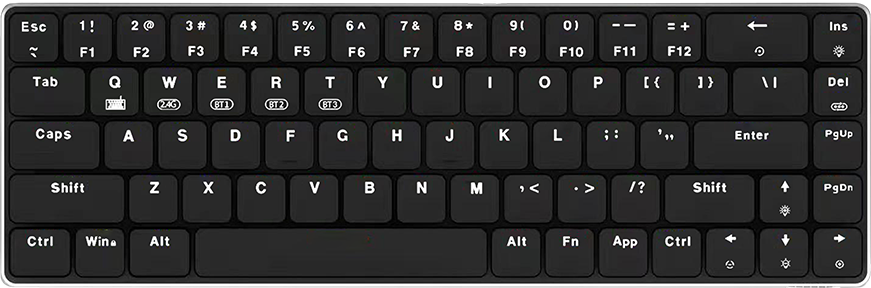 Esc 1! 2@ 3# 4$ 5% 6^ 7& 8* 9( 0) —— =+ ← Ins
~ F1 F2 F3 F4 F5 F6 F7 F8 F9 F10 F11 F12
Tab Q W E R T Y U I O P [{ ]} \| Del
2.4G BT1 BT2 BT3
Caps A S D F G H J K L ;: '" Enter PgUp
Shift Z X C V B N M ,< .> /? Shift ↑ PgDn
Ctrl Win Alt Alt Fn App Ctrl ← ↓ →